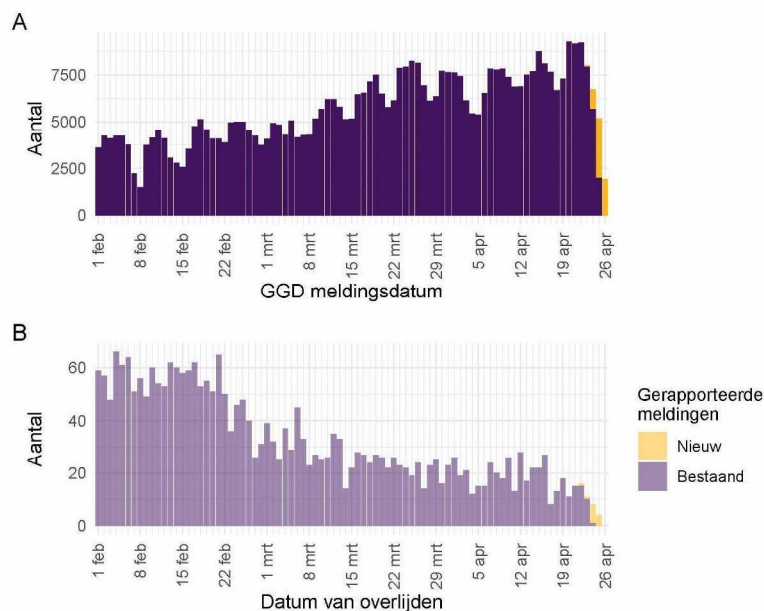 A
Aantal
7500
5000
2500
0
1 feb
8 feb
15 feb
22 feb
1 mrt
8 mrt
15 mrt
22 mrt
29 mrt
5 apr
12 apr
19 apr
26 apr
GGD meldingsdatum
B
Aantal
60
40
20
0
1 feb
8 feb
15 feb
22 feb
1 mrt
8 mrt
15 mrt
22 mrt
29 mrt
5 apr
12 apr
19 apr
26 apr
Datum van overlijden
Gerapporteerde
meldingen
Nieuw
Bestaand